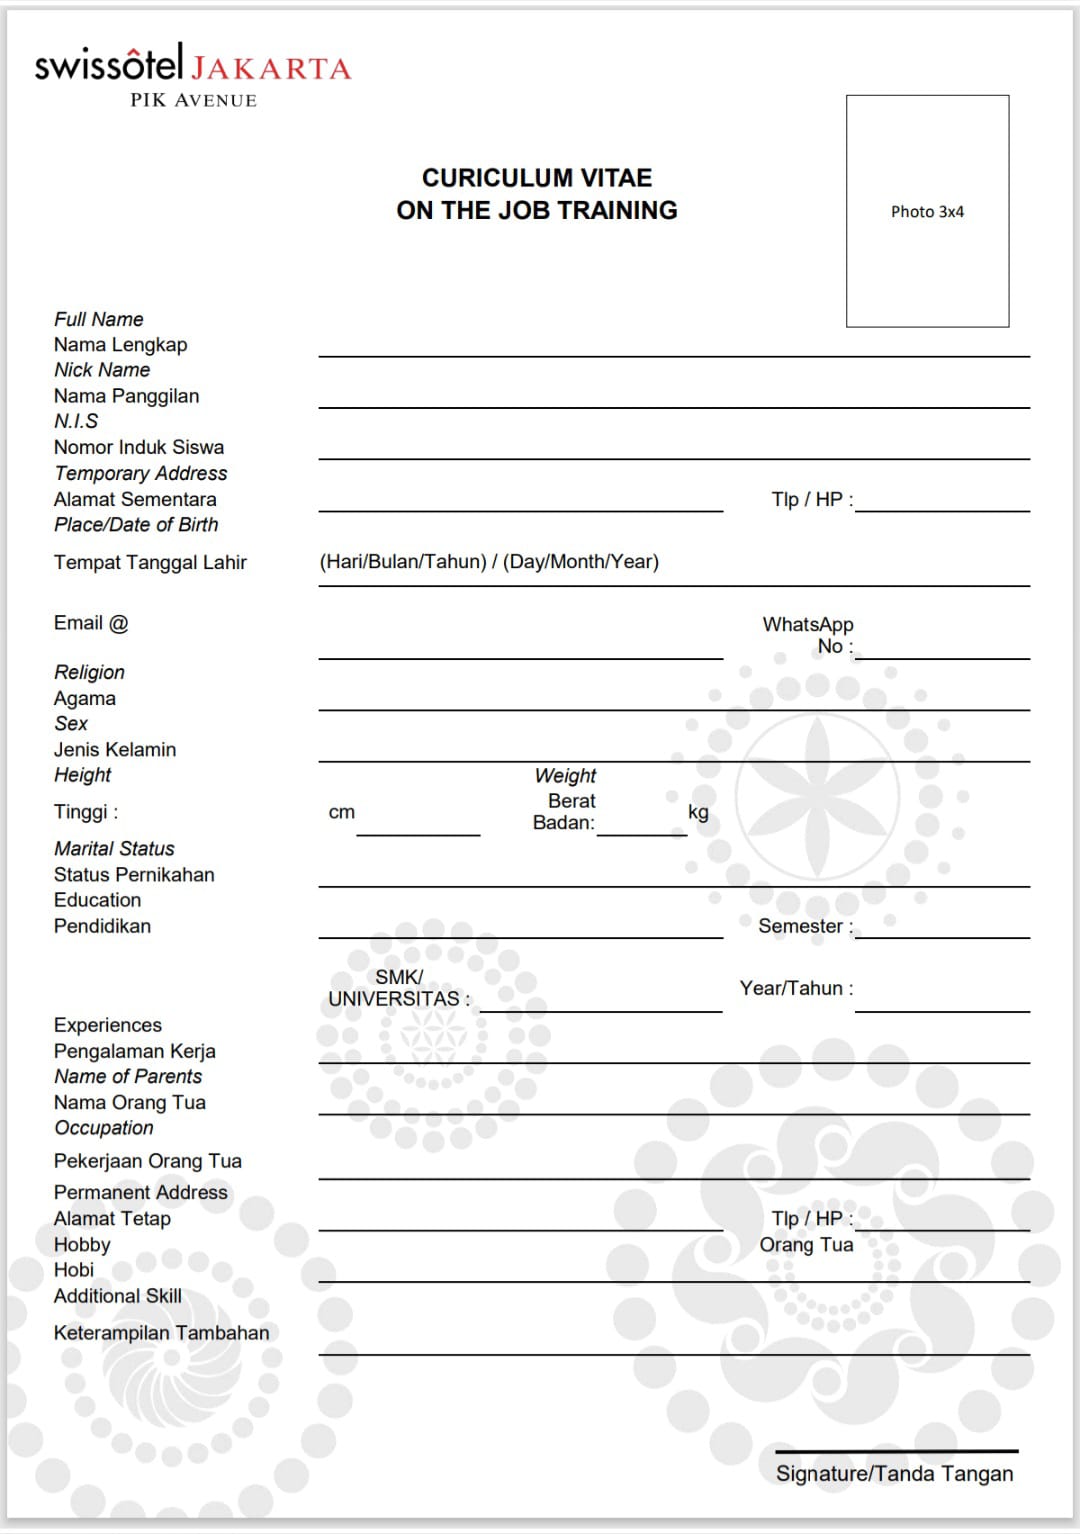 swissôtel JAKARTA
PIK AVENUE
Photo 3x4
CURICULUM VITAE
ON THE JOB TRAINING
Full Name
Nama Lengkap
Nick Name
Nama Panggilan
N.I.S
Nomor Induk Siswa
Temporary Address
Alamat Sementara Tlp / HP :
Place/Date of Birth
Tempat Tanggal Lahir (Hari/Bulan/Tahun) / (Day/Month/Year)
Email @ WhatsApp
No :
Religion
Agama
Sex
Jenis Kelamin
Height Weight
Tinggi : cm Berat
Badan: kg
Marital Status
Status Pernikahan
Education
Pendidikan Semester :
SMK/
UNIVERSITAS : Year/Tahun :
Experiences
Pengalaman Kerja
Name of Parents
Nama Orang Tua
Occupation
Pekerjaan Orang Tua
Permanent Address
Alamat Tetap Tlp / HP :
Hobby Orang Tua
Hobi
Additional Skill
Keterampilan Tambahan
Signature/Tanda Tangan